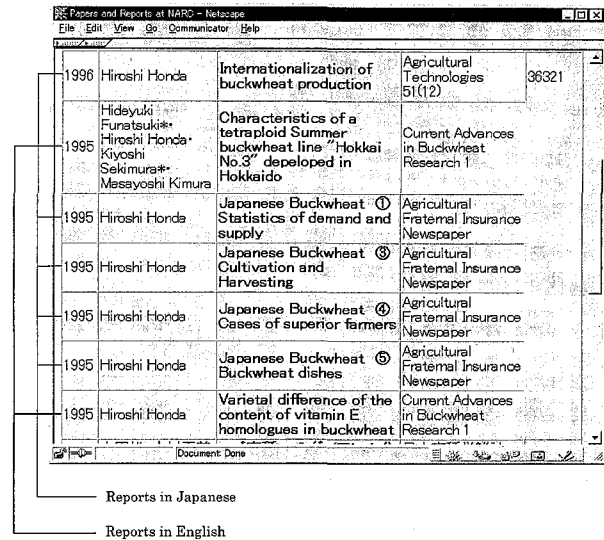 Papers and Reports at NARC - Netscape
File Edit View Go Communicator Help
1996 Hiroshi Honda Internationalization of buckwheat production Agricultural Technologies 51(12) 36321
1995 Hideyuki Funatsuki*・ Hiroshi Honda・ Kiyoshi Sekimura*・ Masayoshi Kimura Characteristics of a tetraploid Summer buckwheat line "Hokkai No.3" depeloped in Hokkaido Current Advances in Buckwheat Research 1
1995 Hiroshi Honda Japanese Buckwheat ① Statistics of demand and supply Agricultural Fraternal Insurance Newspaper
1995 Hiroshi Honda Japanese Buckwheat ③ Cultivation and Harvesting Agricultural Fraternal Insurance Newspaper
1995 Hiroshi Honda Japanese Buckwheat ④ Cases of superior farmers Agricultural Fraternal Insurance Newspaper
1995 Hiroshi Honda Japanese Buckwheat ⑤ Buckwheat dishes Agricultural Fraternal Insurance Newspaper
1995 Hiroshi Honda Varietal difference of the content of vitamin E homologues in buckwheat Current Advances in Buckwheat Research 1
Document: Done
Reports in Japanese
Reports in English